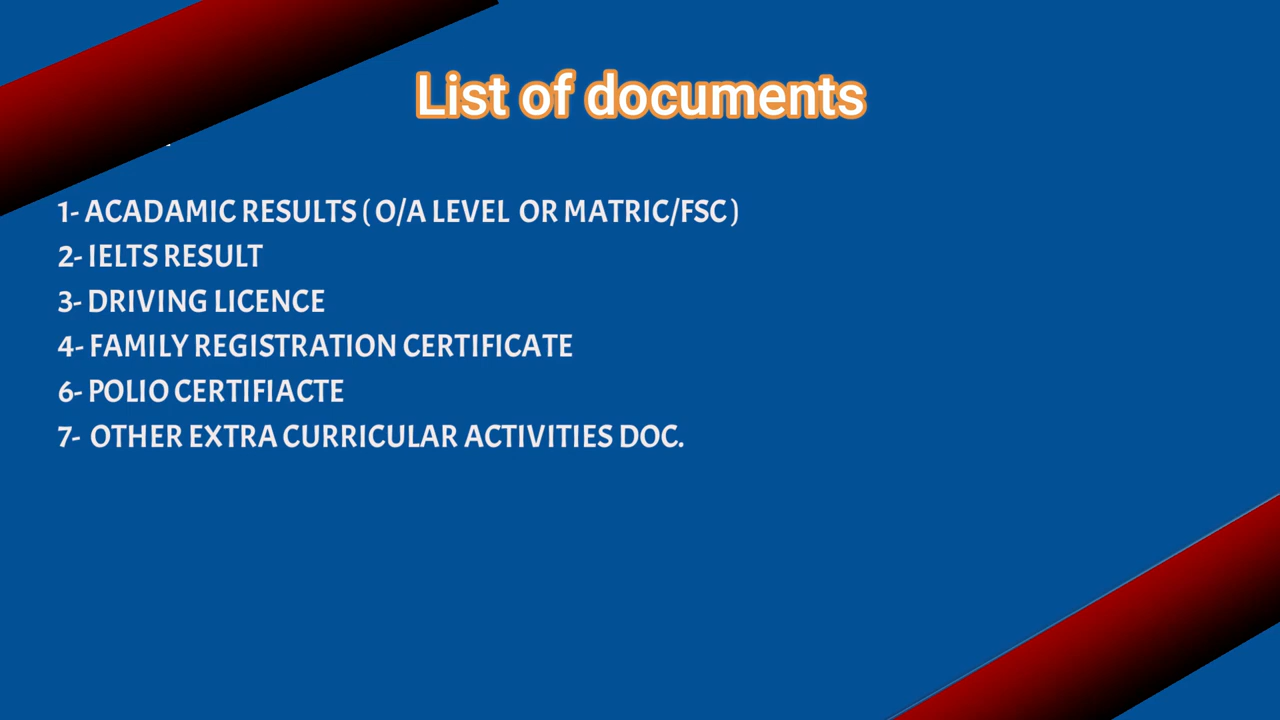 List of documents
1- ACADAMIC RESULTS ( O/A LEVEL OR MATRIC/FSC )
2- IELTS RESULT
3- DRIVING LICENCE
4- FAMILY REGISTRATION CERTIFICATE
6- POLIO CERTIFIACTE
7- OTHER EXTRA CURRICULAR ACTIVITIES DOC.